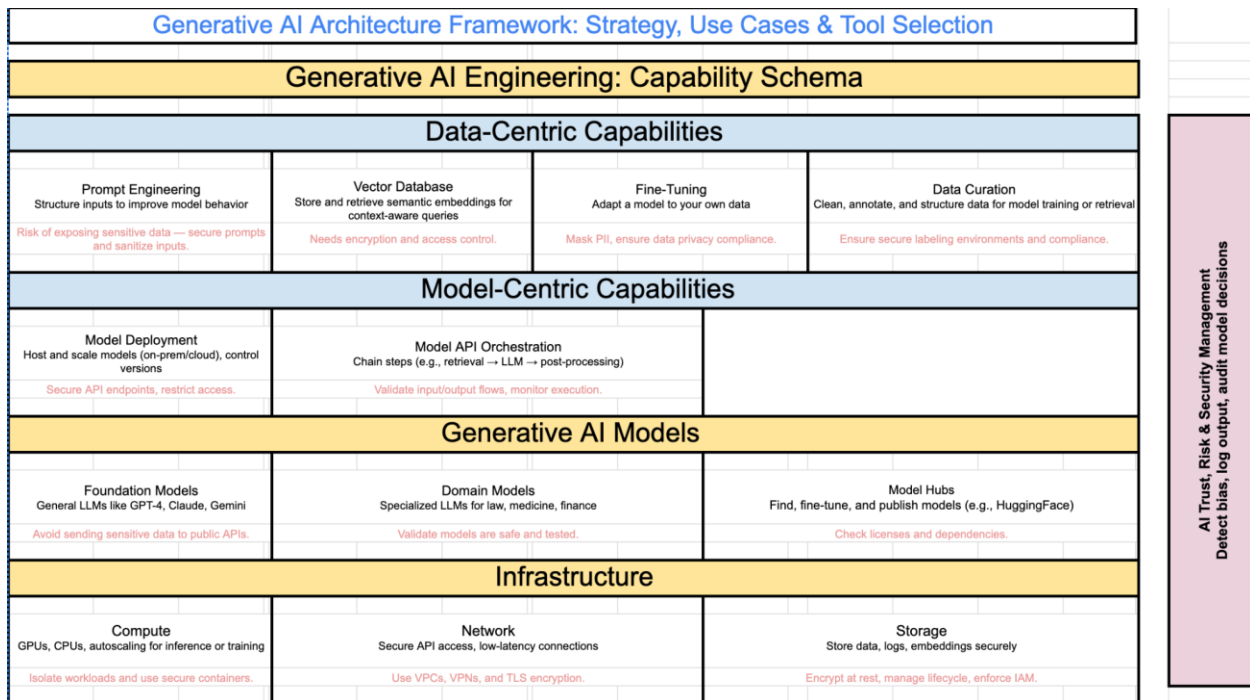 Generative AI Architecture Framework: Strategy, Use Cases & Tool Selection
Generative AI Engineering: Capability Schema
Data-Centric Capabilities
Prompt Engineering
Structure inputs to improve model behavior
Risk of exposing sensitive data — secure prompts
and sanitize inputs.
Vector Database
Store and retrieve semantic embeddings for
context-aware queries
Needs encryption and access control.
Fine-Tuning
Adapt a model to your own data
Mask PII, ensure data privacy compliance.
Data Curation
Clean, annotate, and structure data for model training or retrieval
Ensure secure labeling environments and compliance.
Model-Centric Capabilities
Model Deployment
Host and scale models (on-prem/cloud), control
versions
Secure API endpoints, restrict access.
Model API Orchestration
Chain steps (e.g., retrieval → LLM → post-processing)
Validate input/output flows, monitor execution.
Generative AI Models
Foundation Models
General LLMs like GPT-4, Claude, Gemini
Avoid sending sensitive data to public APIs.
Domain Models
Specialized LLMs for law, medicine, finance
Validate models are safe and tested.
Model Hubs
Find, fine-tune, and publish models (e.g., HuggingFace)
Check licenses and dependencies.
Infrastructure
Compute
GPUs, CPUs, autoscaling for inference or training
Isolate workloads and use secure containers.
Network
Secure API access, low-latency connections
Use VPCs, VPNs, and TLS encryption.
Storage
Store data, logs, embeddings securely
Encrypt at rest, manage lifecycle, enforce IAM.
AI Trust, Risk & Security Management
Detect bias, log output, audit model decisions